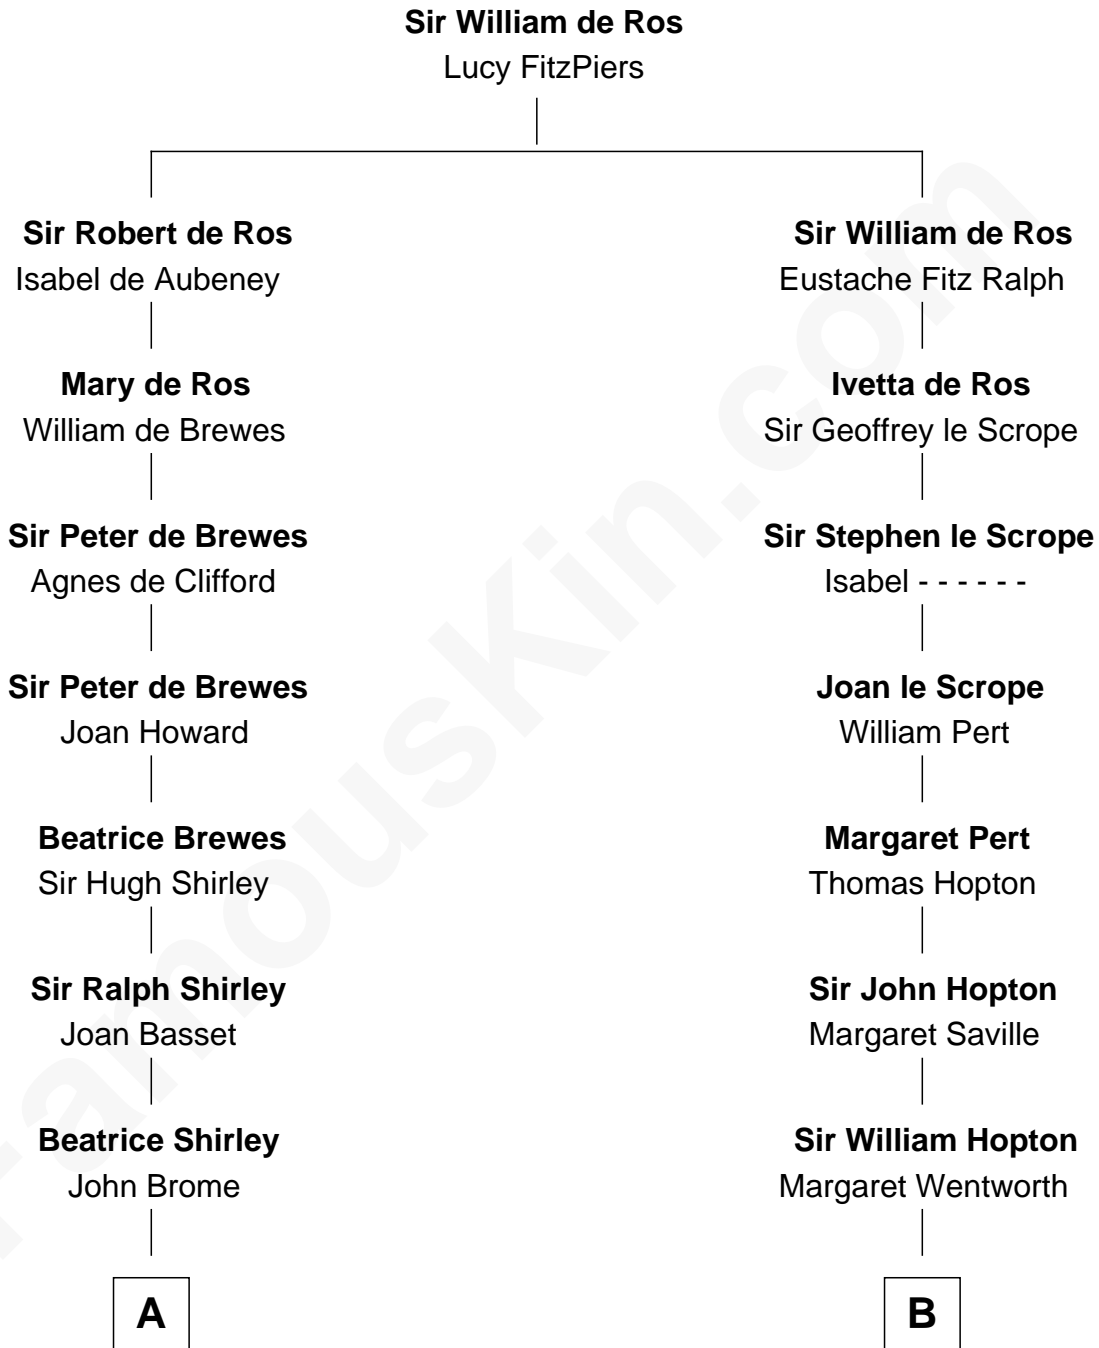 Sir William de Ros
Lucy FitzPiers
Sir Robert de Ros
Isabel de Aubeney
Sir William de Ros
Eustache Fitz Ralph
Mary de Ros
William de Brewes
Ivetta de Ros
Sir Geoffrey le Scrope
Sir Peter de Brewes
Agnes de Clifford
Sir Stephen le Scrope
Isabel - - - - - -
Sir Peter de Brewes
Joan Howard
Joan le Scrope
William Pert
Beatrice Brewes
Sir Hugh Shirley
Margaret Pert
Thomas Hopton
Sir Ralph Shirley
Joan Basset
Sir John Hopton
Margaret Saville
Beatrice Shirley
John Brome
Sir William Hopton
Margaret Wentworth
A
B
FamousKin.com